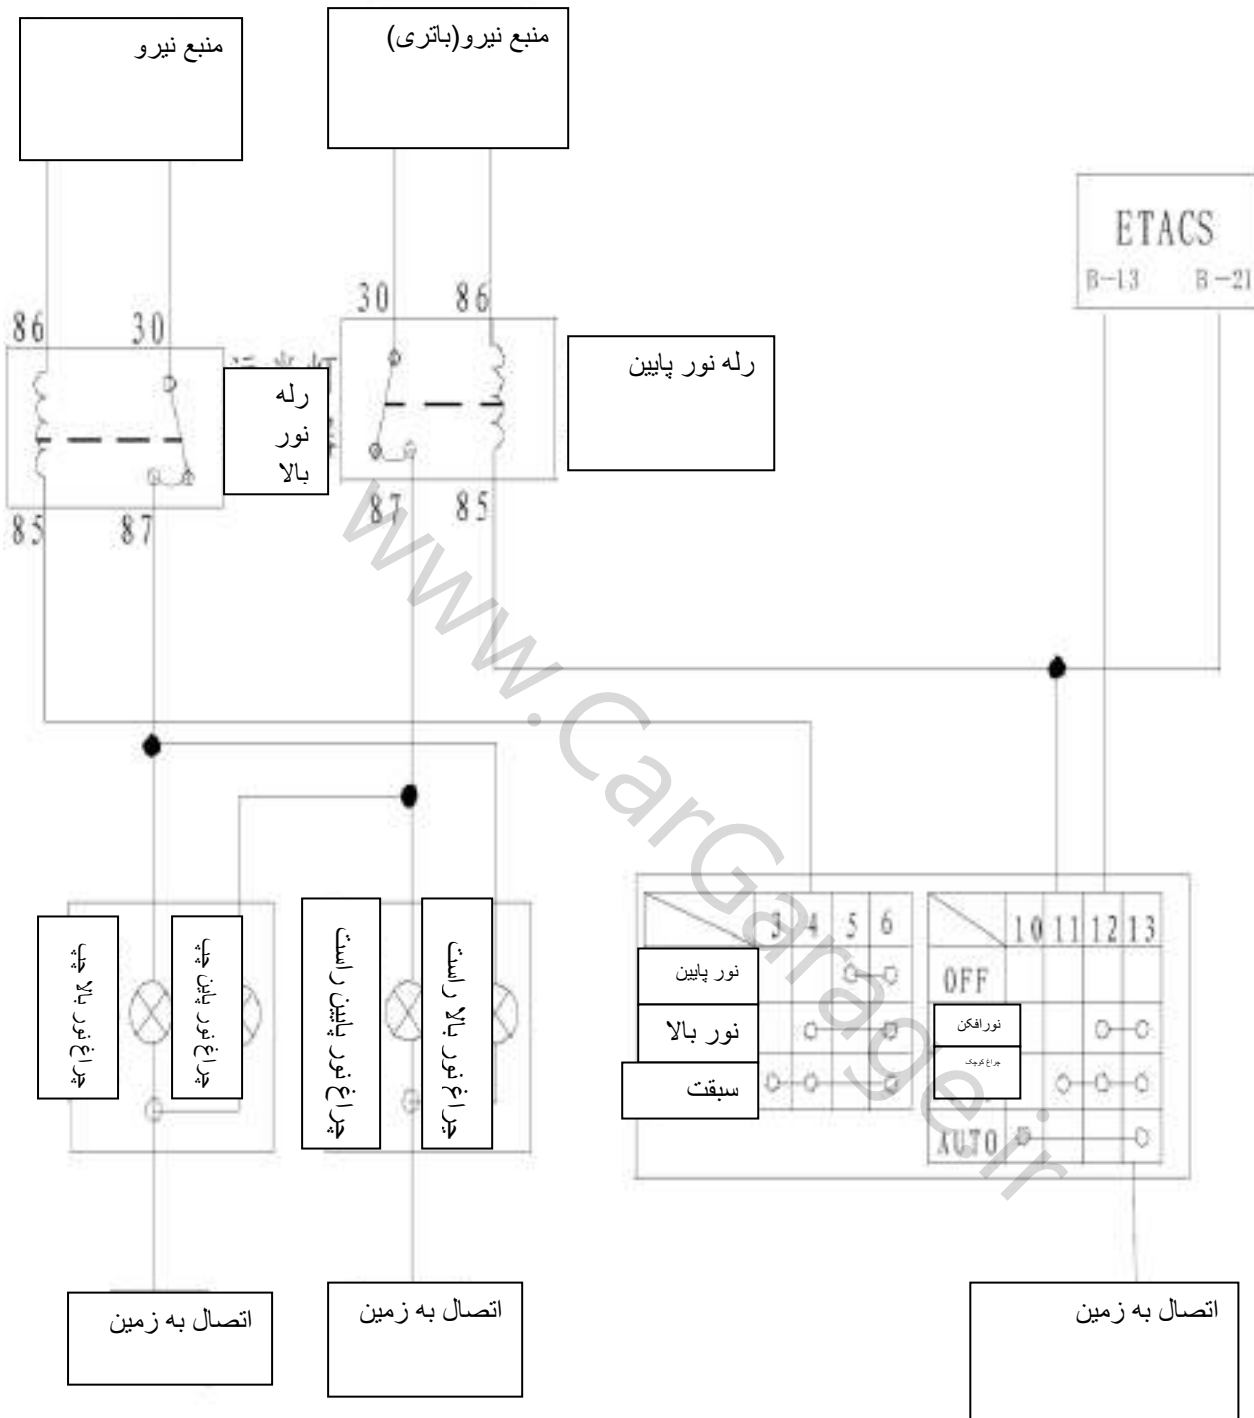 منبع نیرو
منبع نیرو(باتری)
ETACS
B-13 B-21
86 30
30 86
رله
نور
بالا
رله نور پایین
85 87
87 85
www.CarGarage.ir
چراغ نور بالا چپ
چراغ نور پاین چپ
چراغ نور پایین راست
چراغ نور بالا راست
3 4 5 6
نور پایین
نور بالا
سبقت
10 11 12 13
OFF
نورافکن
چراغ کوچک
AUTO
اتصال به زمین
اتصال به زمین
اتصال به زمین